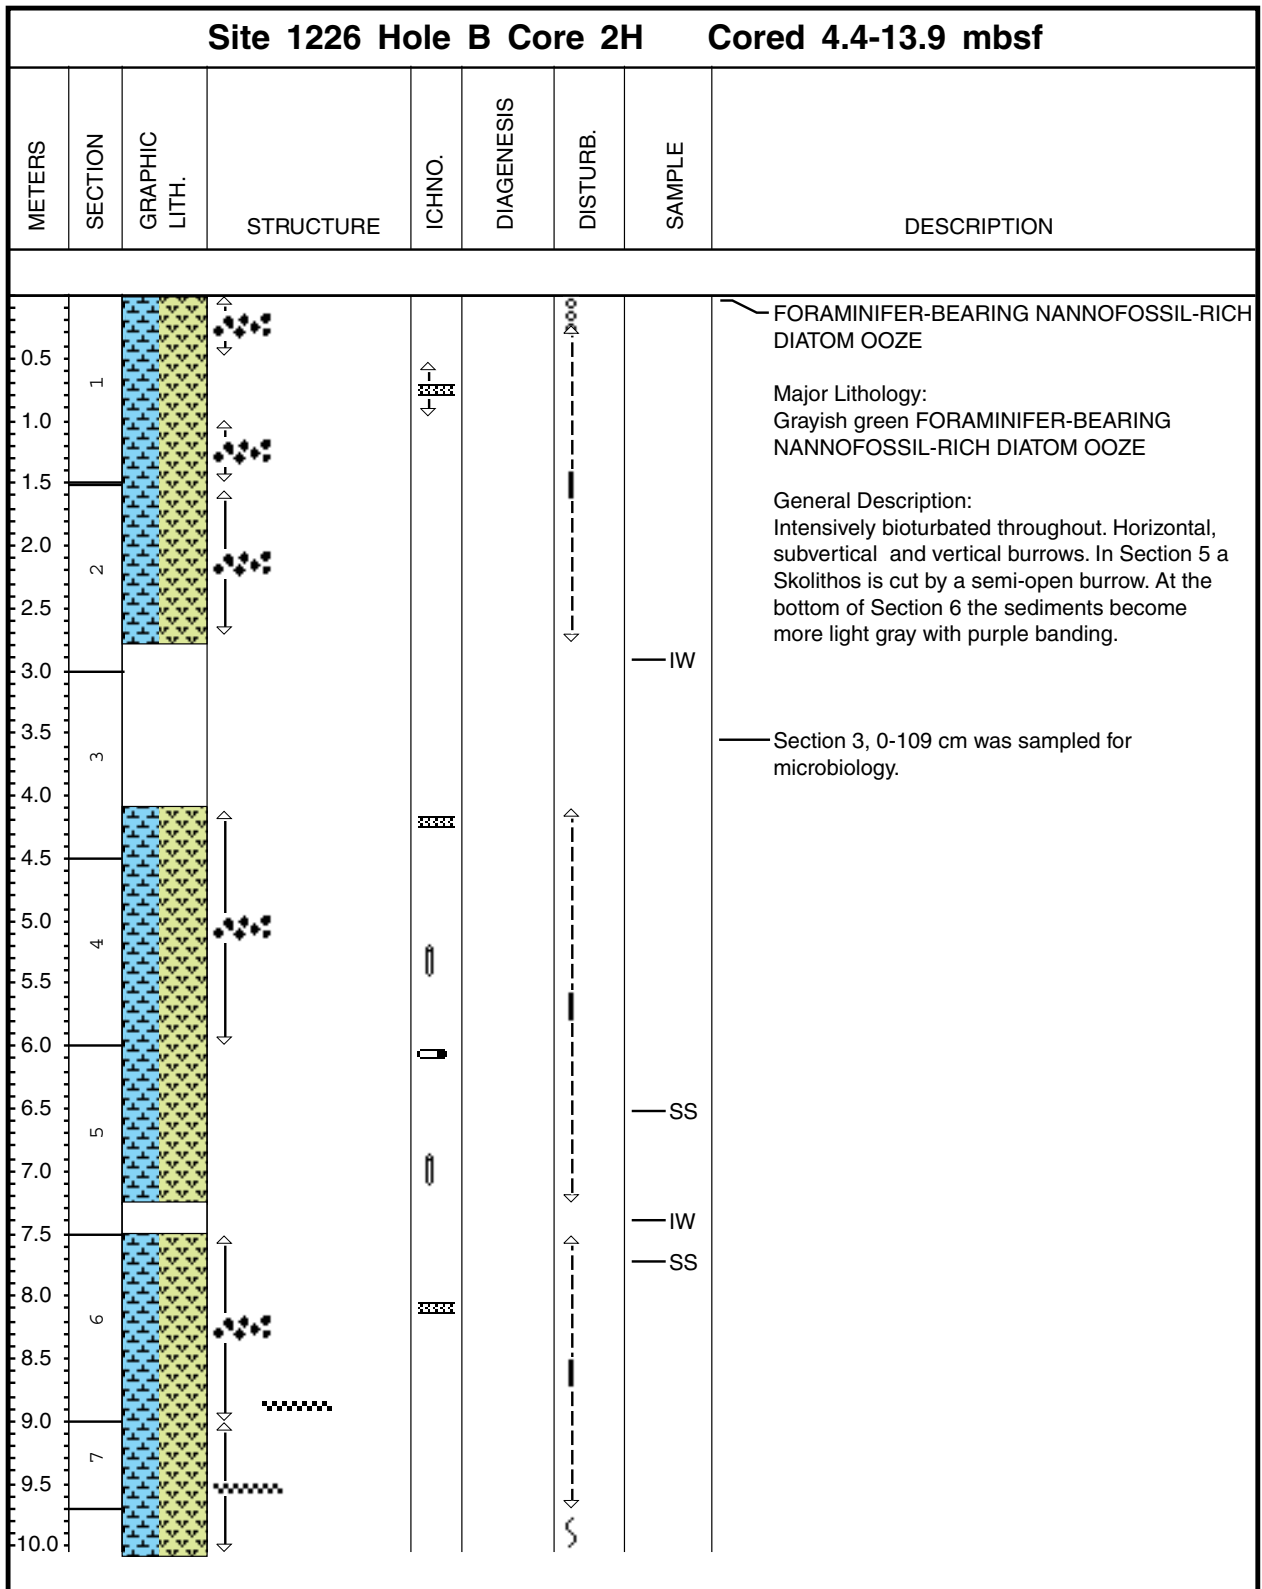 Site 1226 Hole B Core 2H Cored 4.4-13.9 mbsf
METERS
SECTION
GRAPHIC
LITH.
STRUCTURE
ICHNO.
DIAGENESIS
DISTURB.
SAMPLE
DESCRIPTION
FORAMINIFER-BEARING NANNOFOSSIL-RICH
DIATOM OOZE
Major Lithology:
Grayish green FORAMINIFER-BEARING
NANNOFOSSIL-RICH DIATOM OOZE
General Description:
Intensively bioturbated throughout. Horizontal,
subvertical and vertical burrows. In Section 5 a
Skolithos is cut by a semi-open burrow. At the
bottom of Section 6 the sediments become
more light gray with purple banding.
Section 3, 0-109 cm was sampled for
microbiology.
0.5
1.0
1.5
2.0
2.5
3.0
3.5
4.0
4.5
5.0
5.5
6.0
6.5
7.0
7.5
8.0
8.5
9.0
9.5
10.0
1
2
3
4
5
6
7
IW
SS
IW
SS